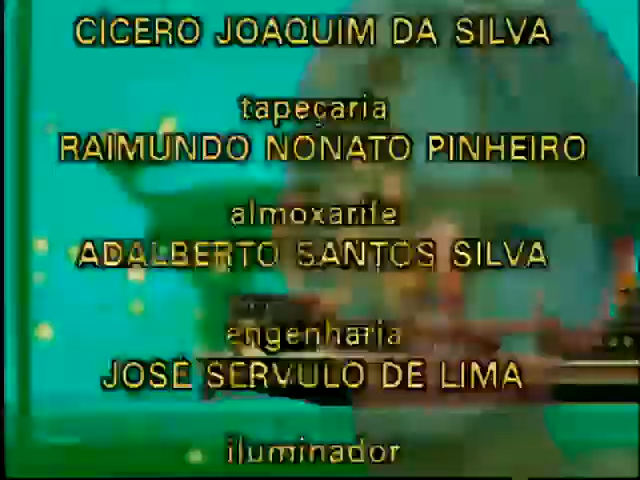 CICERO JOAQUIM DA SILVA
tapeçaria
RAIMUNDO NONATO PINHEIRO
almoxarife
ADALBERTO SANTOS SILVA
engenharia
JOSÉ SERVULO DE LIMA
iluminador